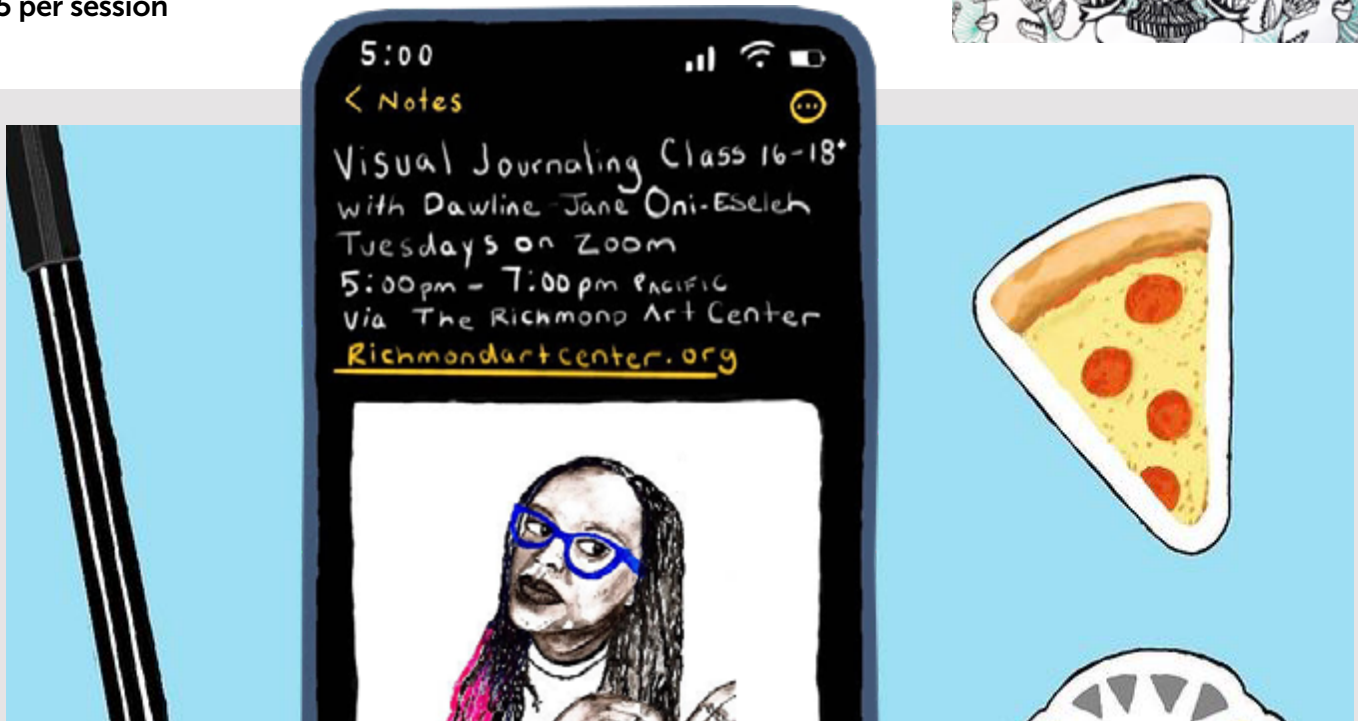 per session
5:00
< Notes
Visual Journaling Class 16-18+
with Dawline-Jane Oni-Eseleh
Tuesdays on Zoom
5:00pm - 7:00pm PACIFIC
Via The Richmond Art Center
Richmondartcenter.org